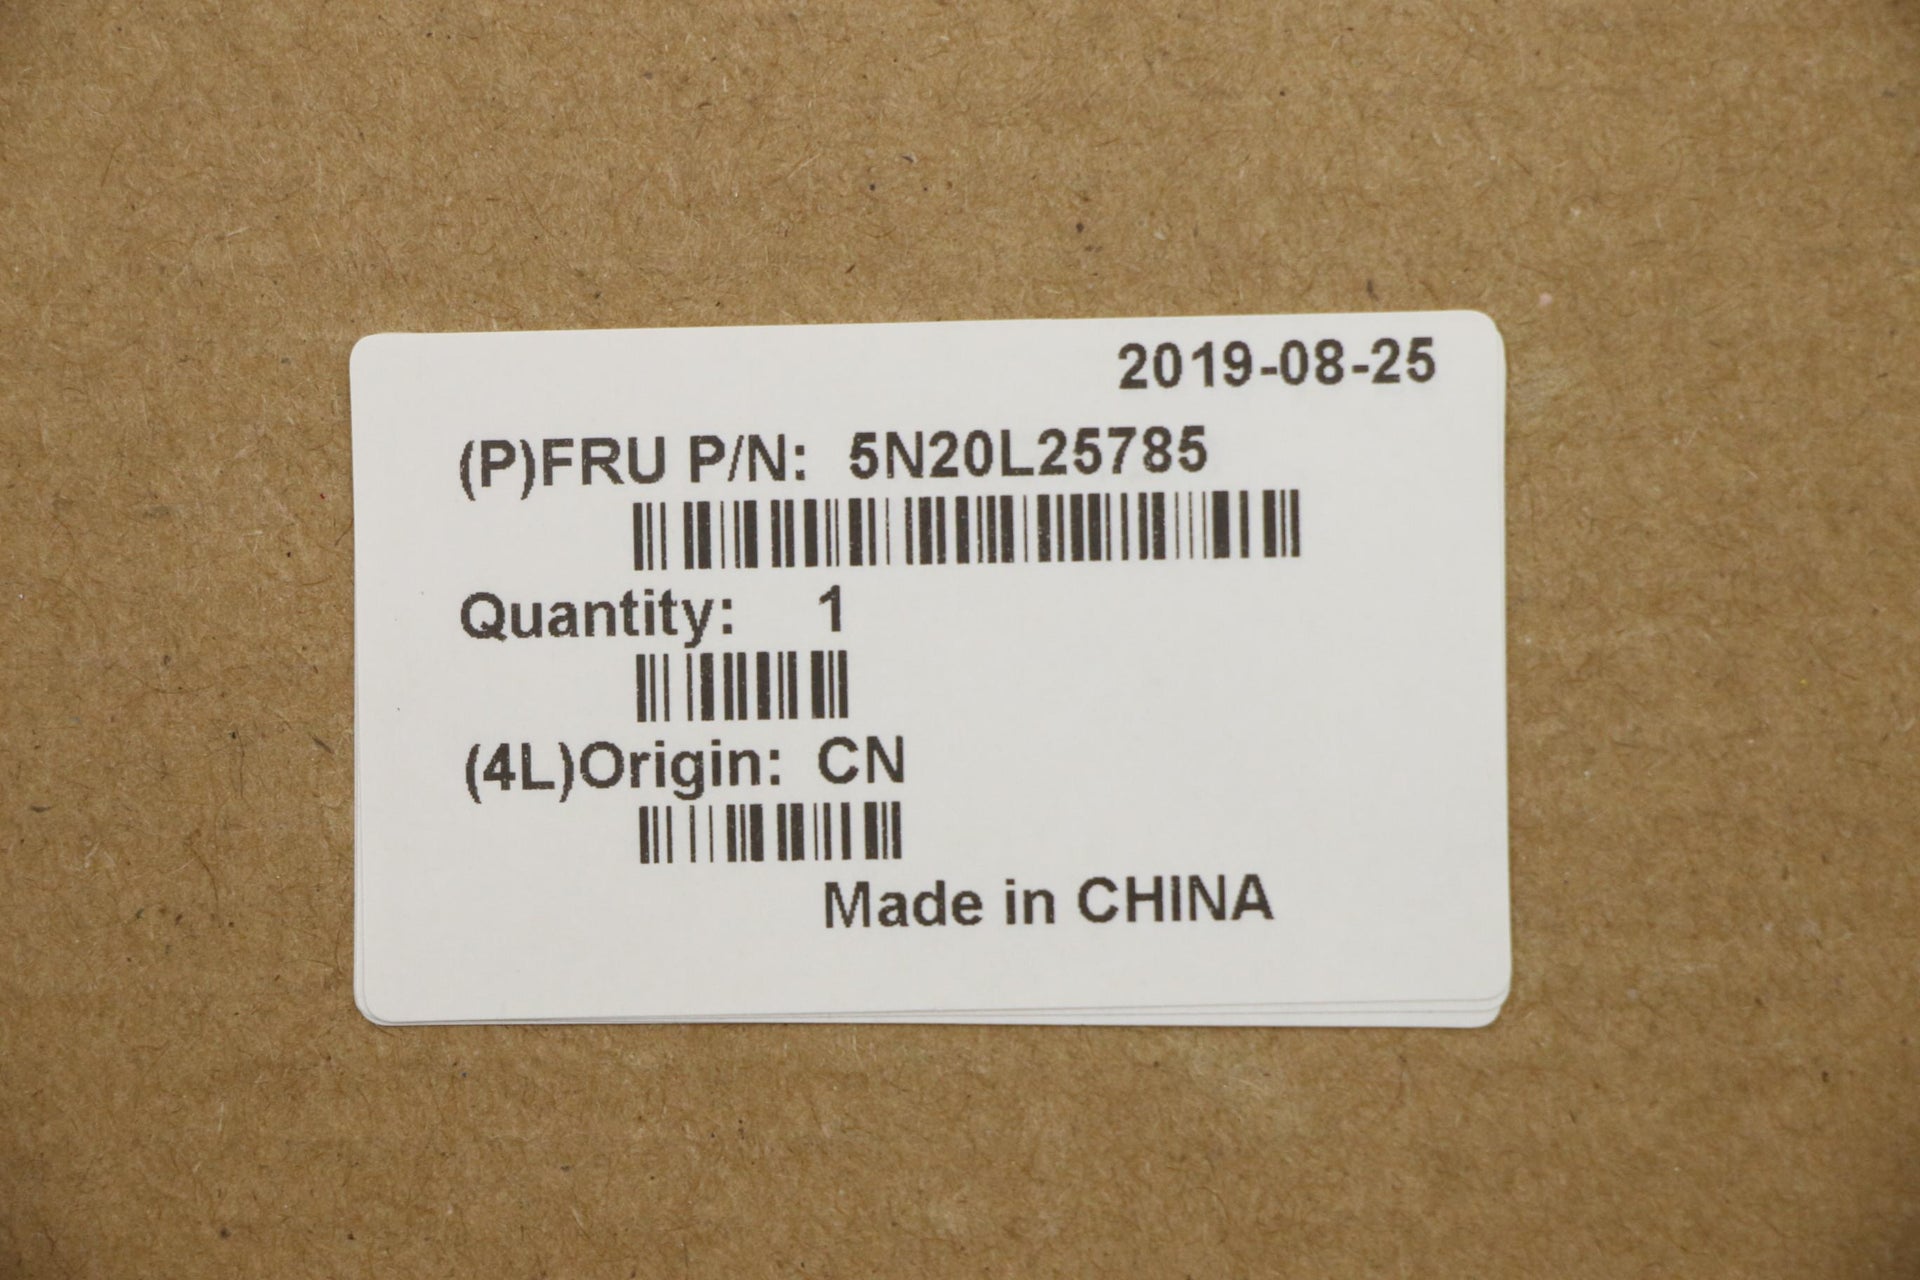 2019-08-25
(P)FRU P/N: 5N20L25785
Quantity: 1
(4L)Origin: CN
Made in CHINA